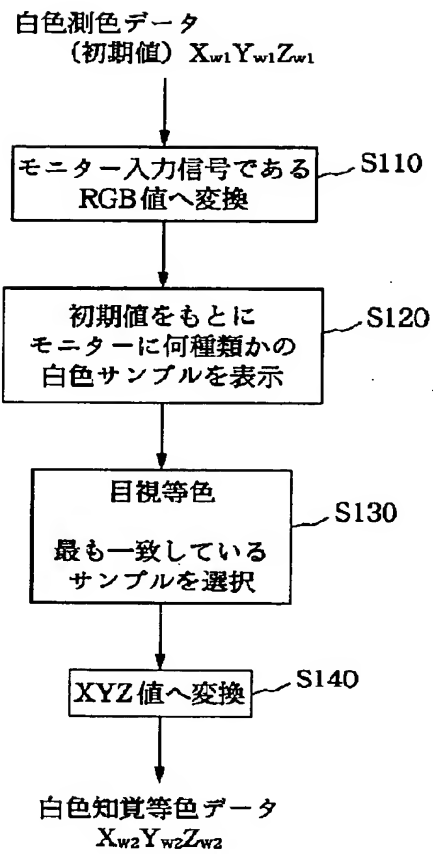 白色測色データ
(初期値) Xw1Yw1Zw1
モニター入力信号である
RGB値へ変換
S110
初期値をもとに
モニターに何種類かの
白色サンプルを表示
S120
目視等色
最も一致している
サンプルを選択
S130
XYZ値へ変換
S140
白色知覚等色データ
Xw2Yw2Zw2